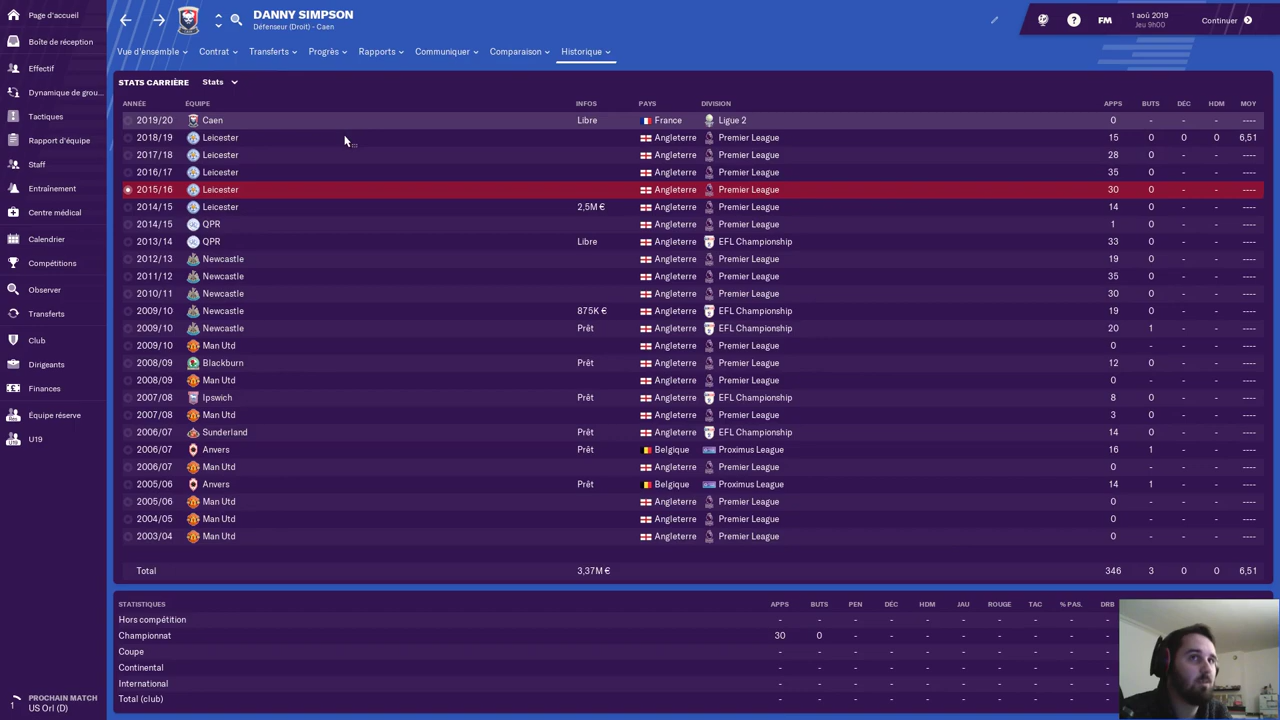 Page d'accueil
Boîte de réception
Effectif
Dynamique de grou...
Tactiques
Rapport d'équipe
Staff
Entraînement
Centre médical
Calendrier
Compétitions
Observer
Transferts
Club
Dirigeants
Finances
Équipe réserve
U19
1 PROCHAIN MATCH
US Orl (D)
DANNY SIMPSON
Défenseur (Droit) - Caen
FM 1 aoû 2019 Continuer
Jeu 9h00
Vue d'ensemble Contrat Transferts Progrès Rapports Communiquer Comparaison Historique
STATS CARRIÈRE Stats
ANNÉE ÉQUIPE INFOS PAYS DIVISION APPS BUTS DÉC HDM MOY
2019/20 Caen Libre France Ligue 2 0 - - - ----
2018/19 Leicester Angleterre Premier League 15 0 0 0 6,51
2017/18 Leicester Angleterre Premier League 28 0 - - ----
2016/17 Leicester Angleterre Premier League 35 0 - - ----
2015/16 Leicester Angleterre Premier League 30 0 - - ----
2014/15 Leicester 2,5M € Angleterre Premier League 14 0 - - ----
2014/15 QPR Angleterre Premier League 1 0 - - ----
2013/14 QPR Libre Angleterre EFL Championship 33 0 - - ----
2012/13 Newcastle Angleterre Premier League 19 0 - - ----
2011/12 Newcastle Angleterre Premier League 35 0 - - ----
2010/11 Newcastle Angleterre Premier League 30 0 - - ----
2009/10 Newcastle 875K € Angleterre EFL Championship 19 0 - - ----
2009/10 Newcastle Prêt Angleterre EFL Championship 20 1 - - ----
2009/10 Man Utd Angleterre Premier League 0 - - - ----
2008/09 Blackburn Prêt Angleterre Premier League 12 0 - - ----
2008/09 Man Utd Angleterre Premier League 0 - - - ----
2007/08 Ipswich Prêt Angleterre EFL Championship 8 0 - - ----
2007/08 Man Utd Angleterre Premier League 3 0 - - ----
2006/07 Sunderland Prêt Angleterre EFL Championship 14 0 - - ----
2006/07 Anvers Prêt Belgique Proximus League 16 1 - - ----
2006/07 Man Utd Angleterre Premier League 0 - - - ----
2005/06 Anvers Prêt Belgique Proximus League 14 1 - - ----
2005/06 Man Utd Angleterre Premier League 0 - - - ----
2004/05 Man Utd Angleterre Premier League 0 - - - ----
2003/04 Man Utd Angleterre Premier League 0 - - - ----
Total 3,37M € 346 3 0 0 6,51
STATISTIQUES APPS BUTS PEN DÉC HDM JAU ROUGE TAC % PAS. DRB
Hors compétition - - - - - - - - - -
Championnat 30 0 - - - - - - - -
Coupe - - - - - - - - - -
Continental - - - - - - - - - -
International - - - - - - - - - -
Total (club) - - - - - - - - - -